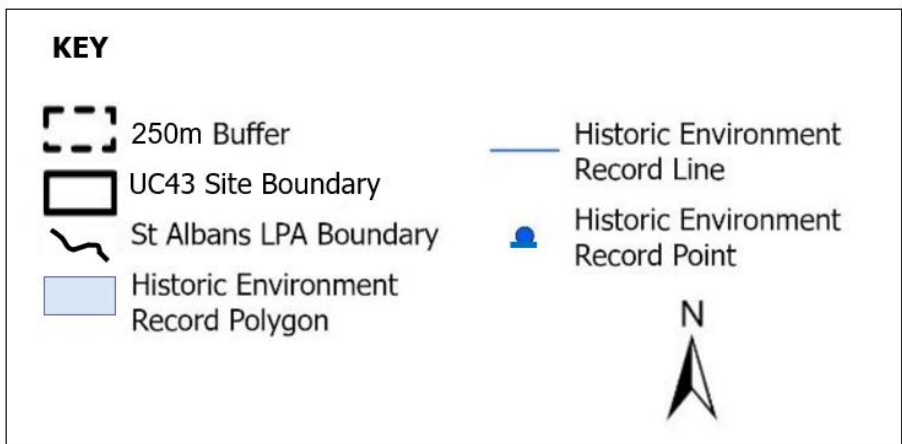 KEY
250m Buffer
UC43 Site Boundary
St Albans LPA Boundary
Historic Environment
Record Polygon
Historic Environment
Record Line
Historic Environment
Record Point
N